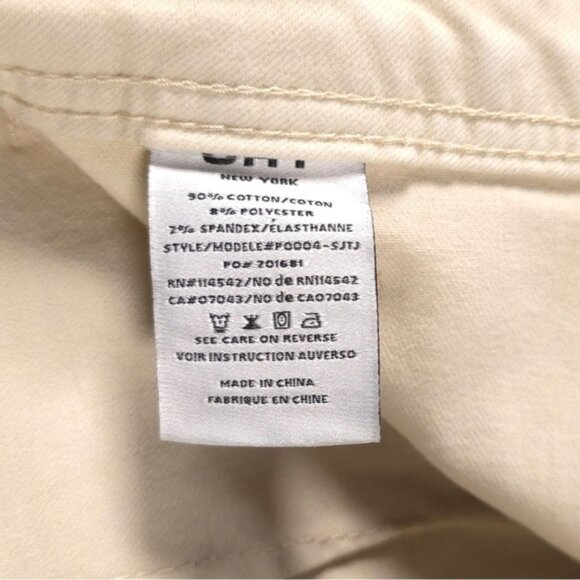 NEW YORK
90% COTTON/COTON
8% POLYESTER
2% SPANDEX/ÉLASTHANNE
STYLE/MODELE#P0004-SJTJ
PO# 201681
RN#114542/NO de RN114542
CA#07043/NO de CA07043
SEE CARE ON REVERSE
VOIR INSTRUCTION AUVERSO
MADE IN CHINA
FABRIQUE EN CHINE